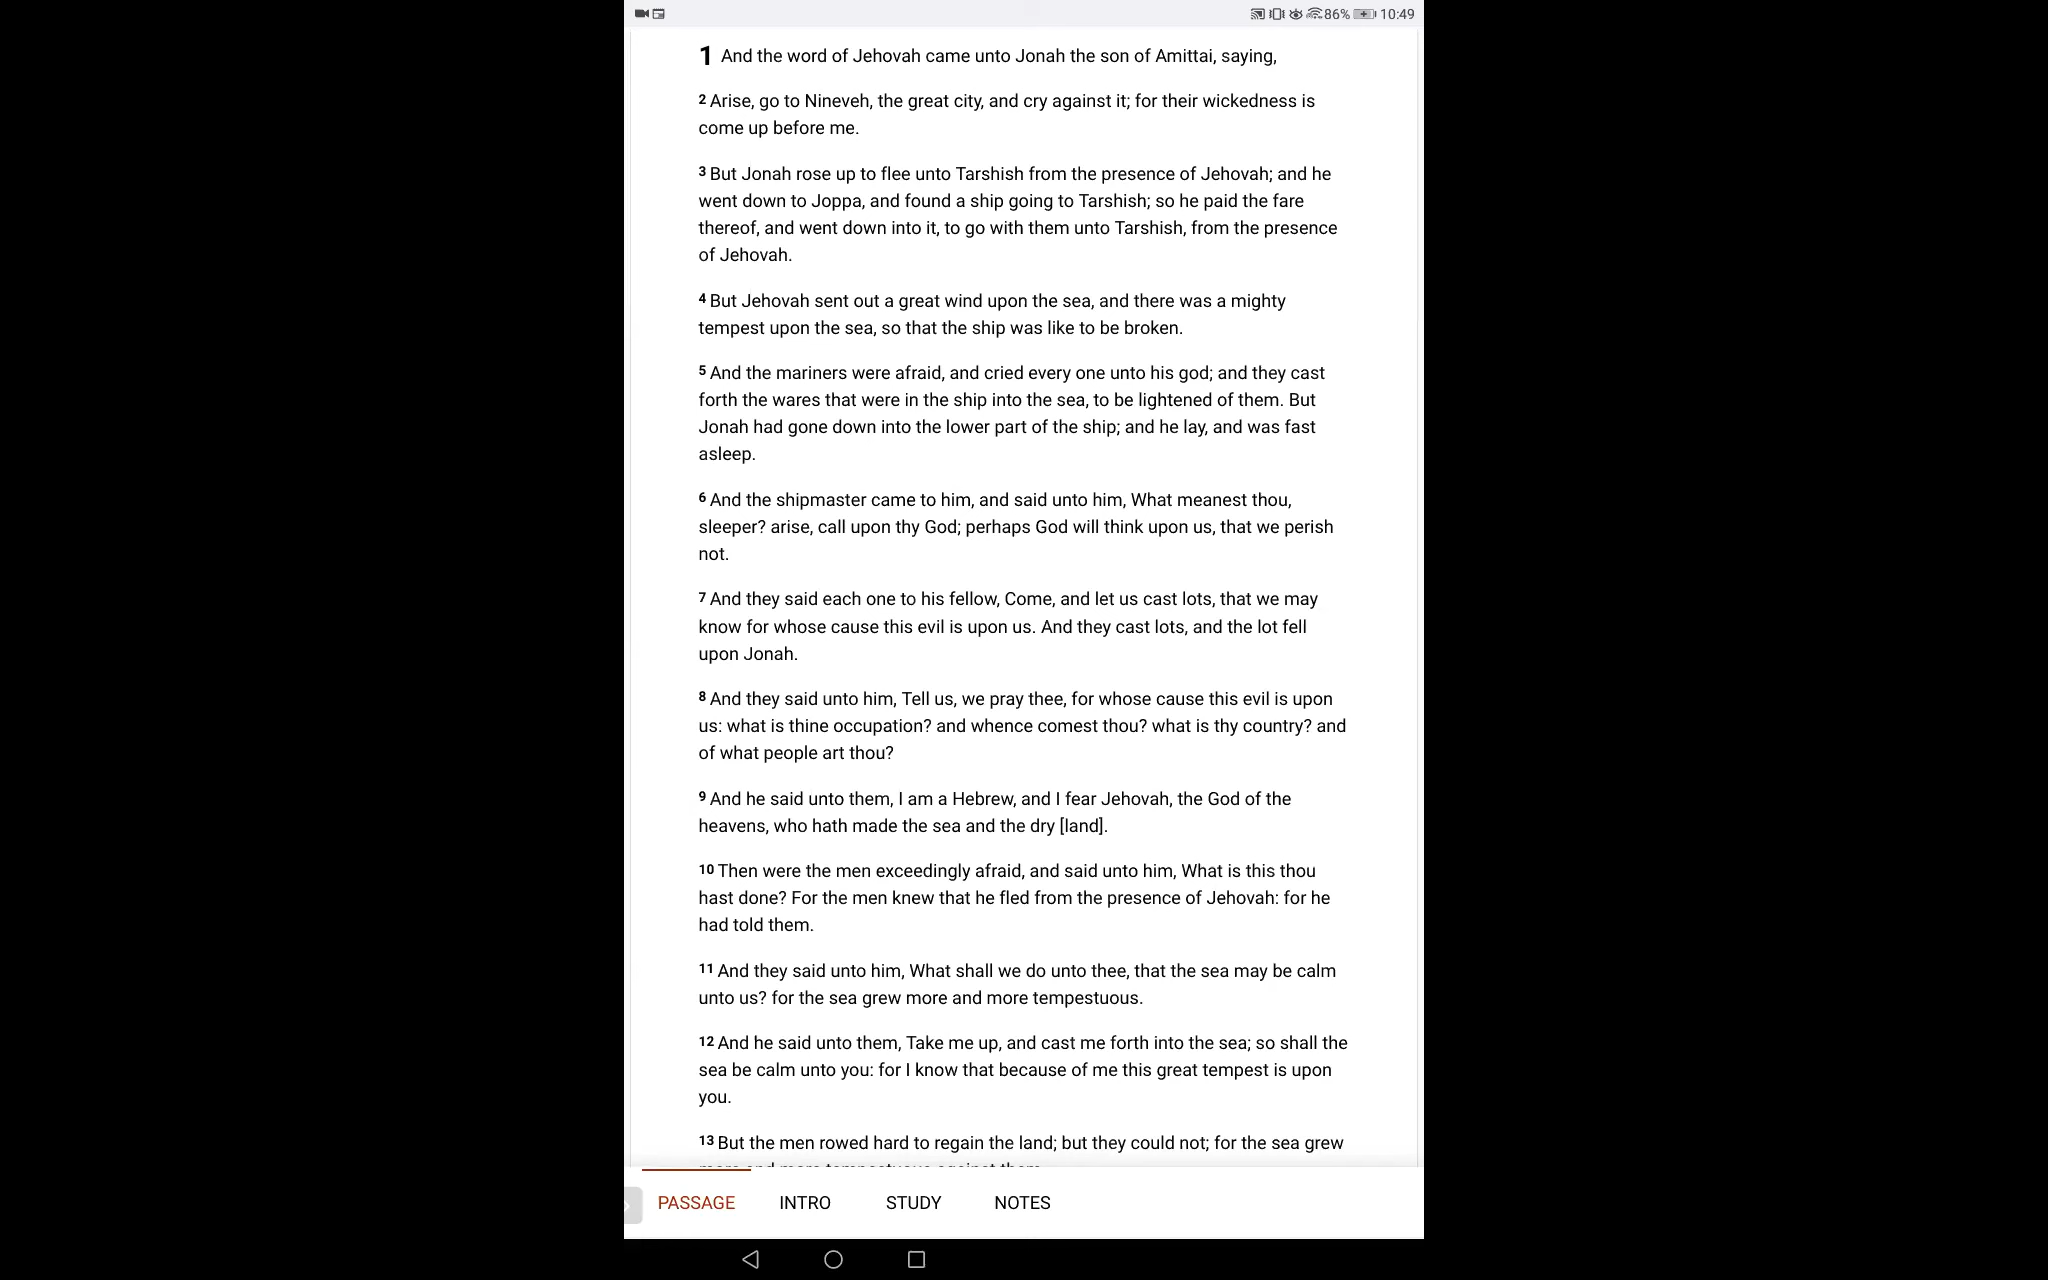 86% 10:49
1 And the word of Jehovah came unto Jonah the son of Amittai, saying,
2 Arise, go to Nineveh, the great city, and cry against it; for their wickedness is
come up before me.
3 But Jonah rose up to flee unto Tarshish from the presence of Jehovah; and he
went down to Joppa, and found a ship going to Tarshish; so he paid the fare
thereof, and went down into it, to go with them unto Tarshish, from the presence
of Jehovah.
4 But Jehovah sent out a great wind upon the sea, and there was a mighty
tempest upon the sea, so that the ship was like to be broken.
5 And the mariners were afraid, and cried every one unto his god; and they cast
forth the wares that were in the ship into the sea, to be lightened of them. But
Jonah had gone down into the lower part of the ship; and he lay, and was fast
asleep.
6 And the shipmaster came to him, and said unto him, What meanest thou,
sleeper? arise, call upon thy God; perhaps God will think upon us, that we perish
not.
7 And they said each one to his fellow, Come, and let us cast lots, that we may
know for whose cause this evil is upon us. And they cast lots, and the lot fell
upon Jonah.
8 And they said unto him, Tell us, we pray thee, for whose cause this evil is upon
us: what is thine occupation? and whence comest thou? what is thy country? and
of what people art thou?
9 And he said unto them, I am a Hebrew, and I fear Jehovah, the God of the
heavens, who hath made the sea and the dry [land].
10 Then were the men exceedingly afraid, and said unto him, What is this thou
hast done? For the men knew that he fled from the presence of Jehovah: for he
had told them.
11 And they said unto him, What shall we do unto thee, that the sea may be calm
unto us? for the sea grew more and more tempestuous.
12 And he said unto them, Take me up, and cast me forth into the sea; so shall the
sea be calm unto you: for I know that because of me this great tempest is upon
you.
13 But the men rowed hard to regain the land; but they could not; for the sea grew
more and more tempestuous against them.
PASSAGE INTRO STUDY NOTES